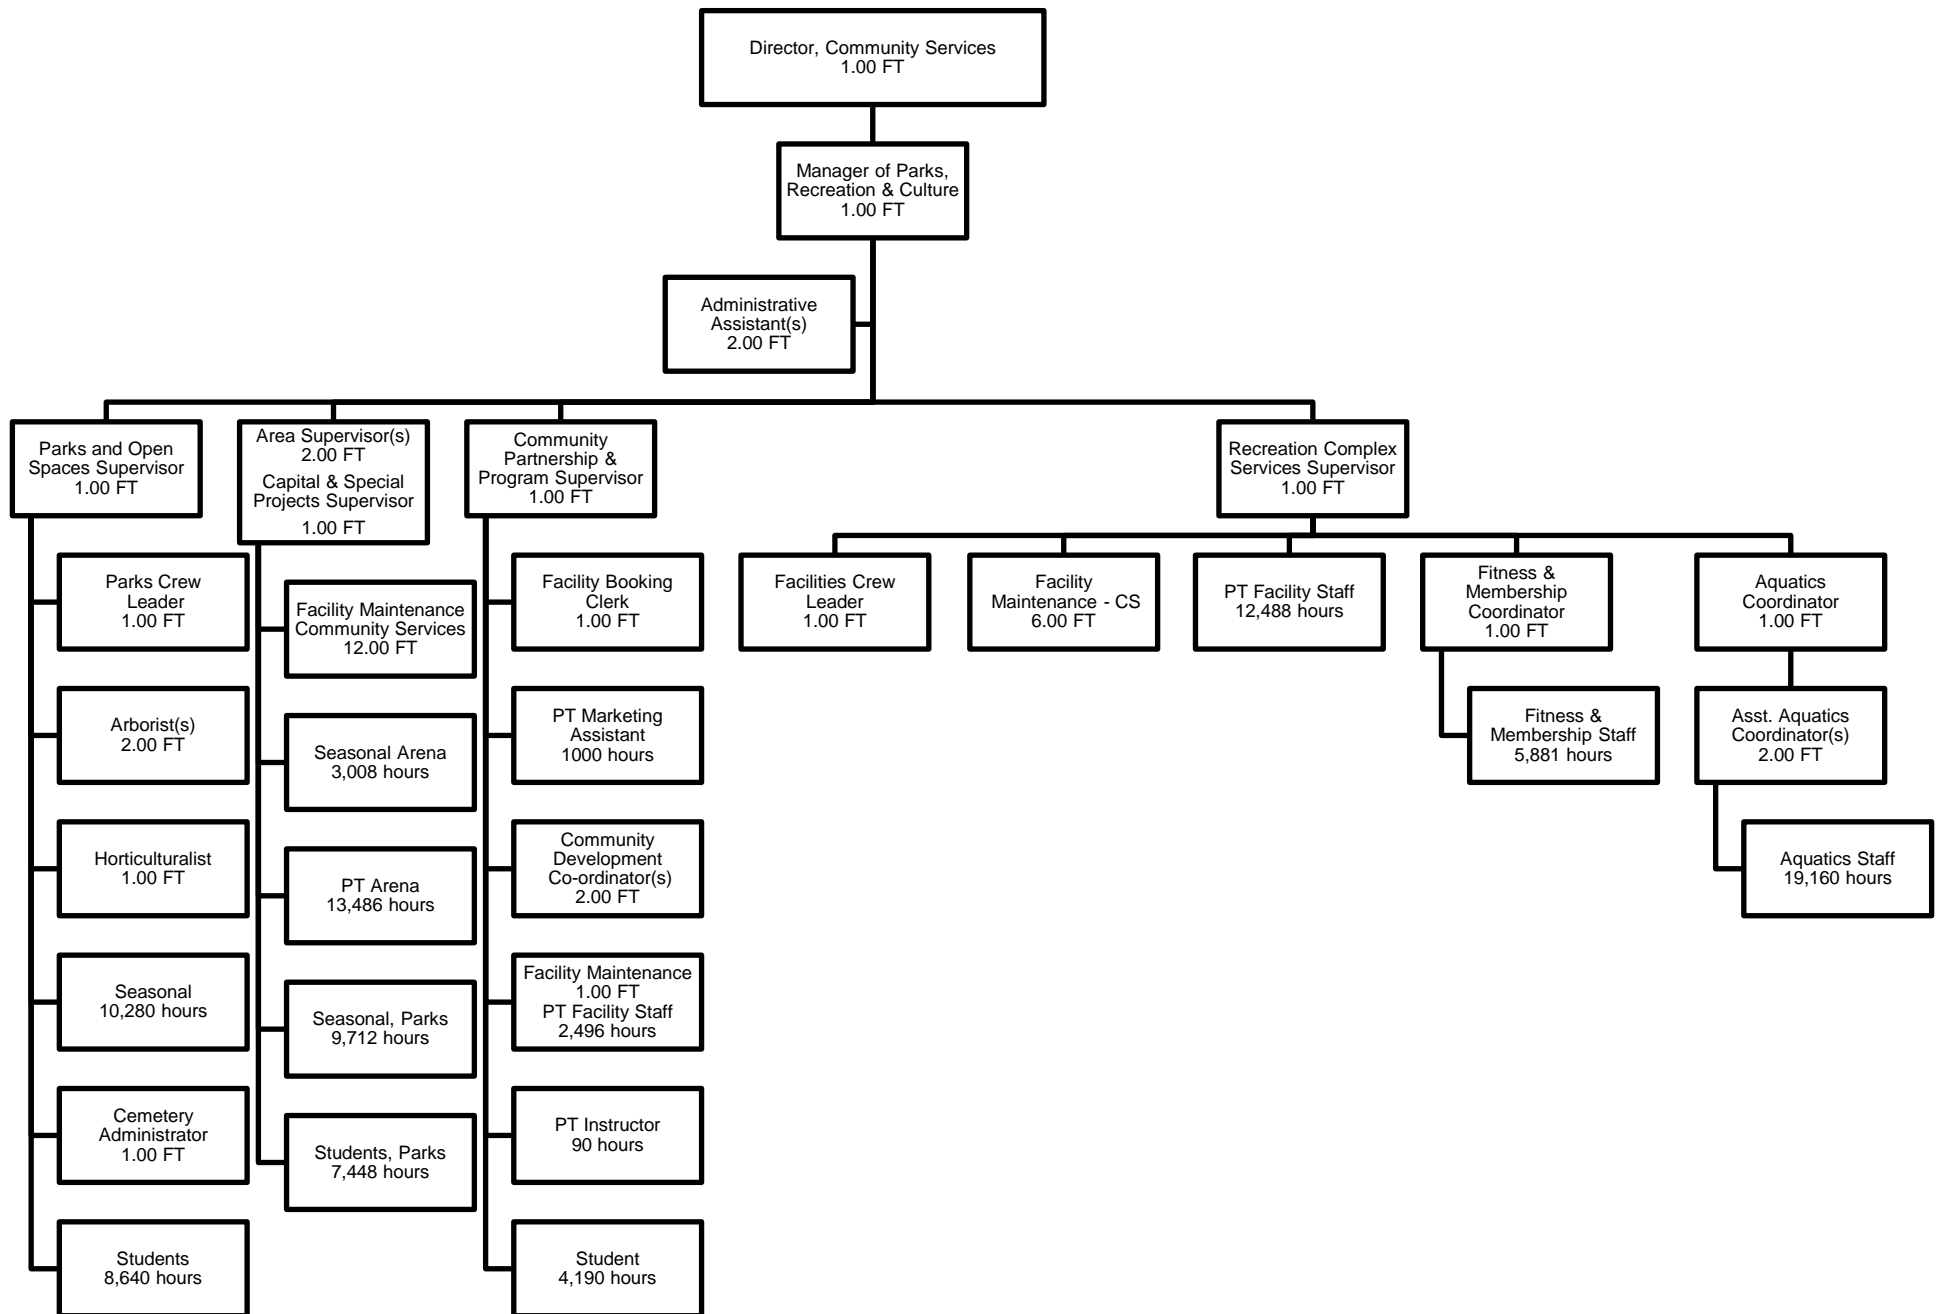 Director, Community Services
1.00 FT
Manager of Parks,
Recreation & Culture
1.00 FT
Administrative
Assistant(s)
2.00 FT
Parks and Open
Spaces Supervisor
1.00 FT
Area Supervisor(s)
2.00 FT
Capital & Special
Projects Supervisor
1.00 FT
Community
Partnership &
Program Supervisor
1.00 FT
Recreation Complex
Services Supervisor
1.00 FT
Parks Crew
Leader
1.00 FT
Arborist(s)
2.00 FT
Horticulturalist
1.00 FT
Seasonal
10,280 hours
Cemetery
Administrator
1.00 FT
Students
8,640 hours
Facility Maintenance
Community Services
12.00 FT
Seasonal Arena
3,008 hours
PT Arena
13,486 hours
Seasonal, Parks
9,712 hours
Students, Parks
7,448 hours
Facility Booking
Clerk
1.00 FT
PT Marketing
Assistant
1000 hours
Community
Development
Co-ordinator(s)
2.00 FT
Facility Maintenance
1.00 FT
PT Facility Staff
2,496 hours
PT Instructor
90 hours
Student
4,190 hours
Facilities Crew
Leader
1.00 FT
Facility
Maintenance - CS
6.00 FT
PT Facility Staff
12,488 hours
Fitness &
Membership
Coordinator
1.00 FT
Fitness &
Membership Staff
5,881 hours
Aquatics
Coordinator
1.00 FT
Asst. Aquatics
Coordinator(s)
2.00 FT
Aquatics Staff
19,160 hours